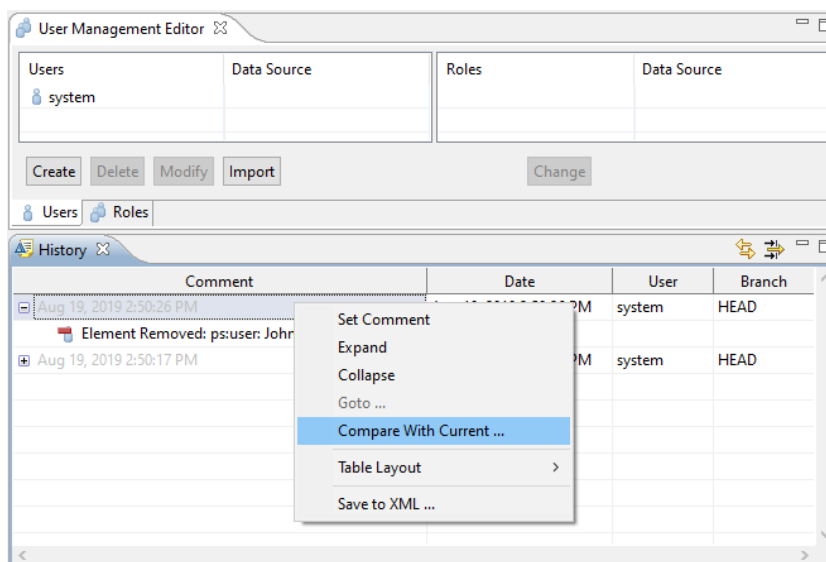 User Management Editor
Users Data Source Roles Data Source
system
Create Delete Modify Import Change
Users Roles
History
Comment Date User Branch
Aug 19, 2019 2:50:26 PM PM system HEAD
Element Removed: ps:user: John
Aug 19, 2019 2:50:17 PM PM system HEAD
Set Comment
Expand
Collapse
Goto ...
Compare With Current ...
Table Layout
Save to XML ...